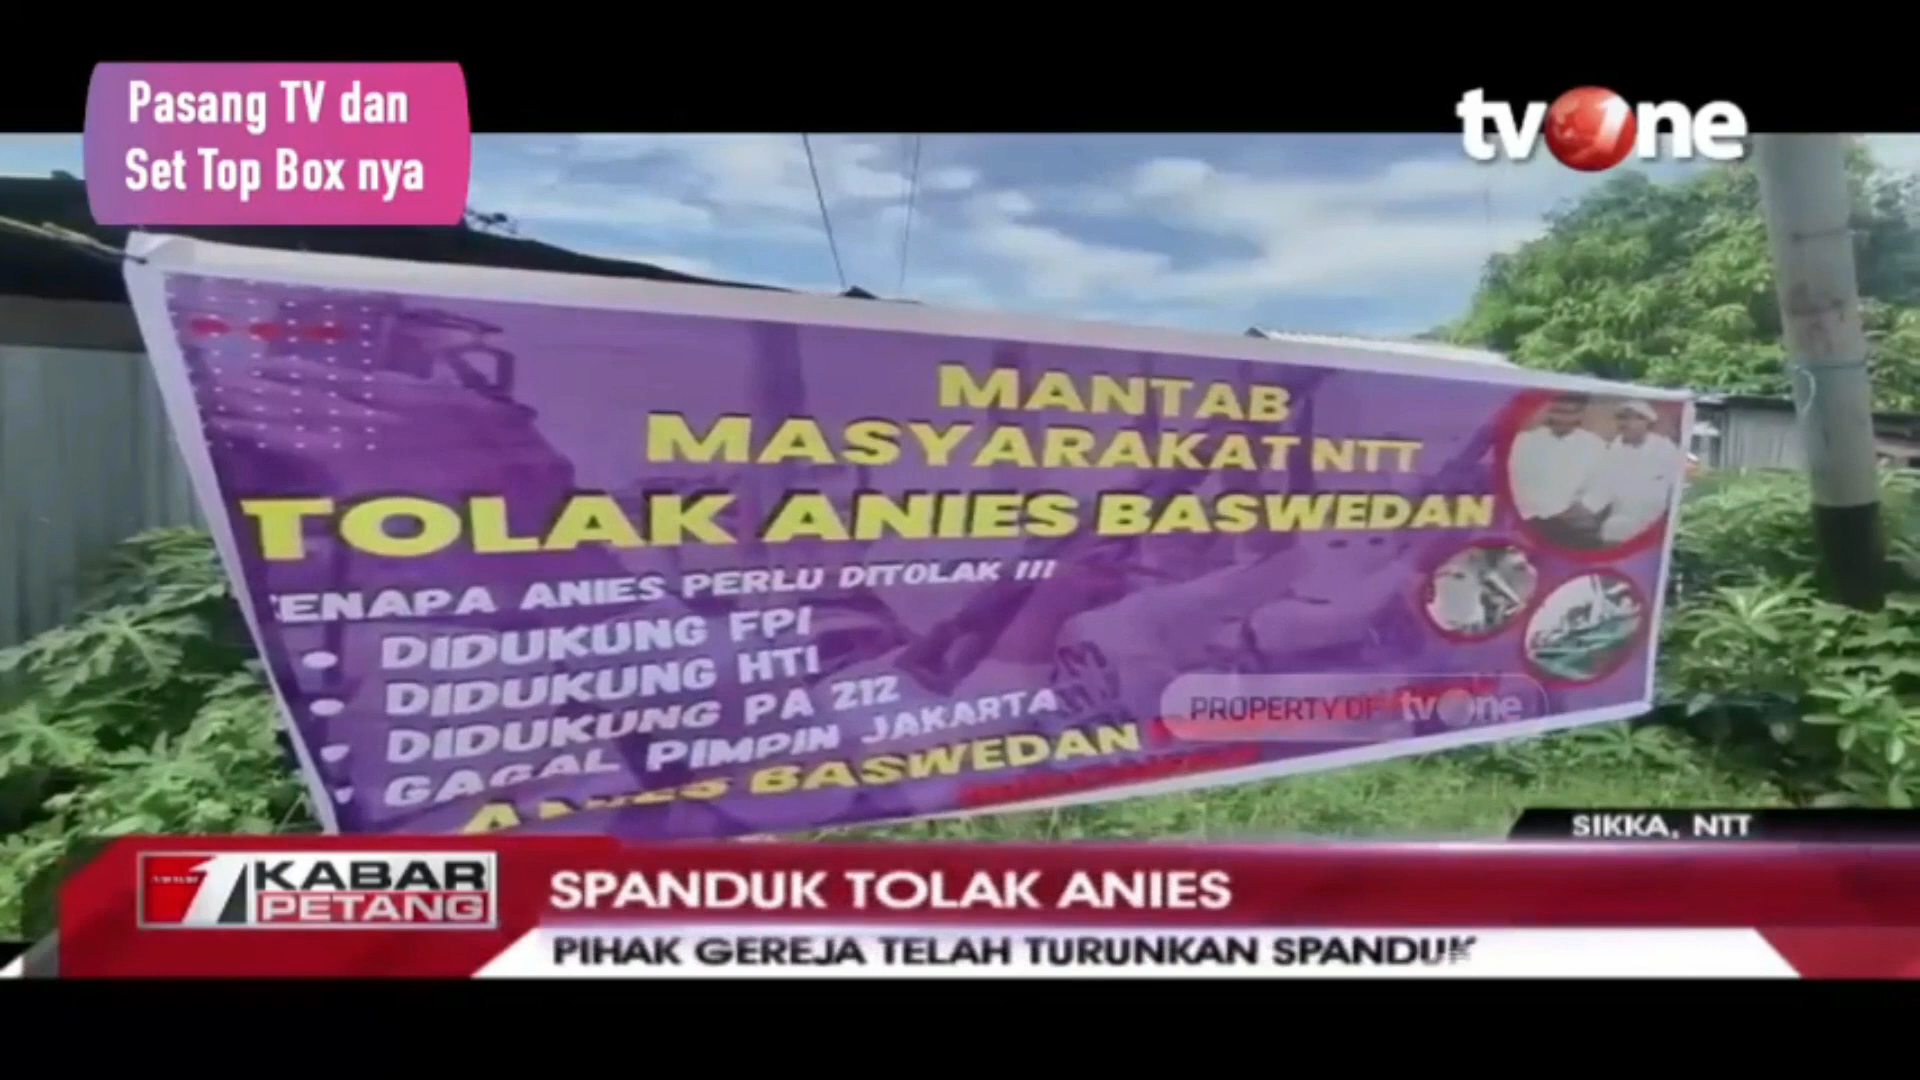 Pasang TV dan
Set Top Box nya
tvOne
MANTAB
MASYARAKAT NTT
TOLAK ANIES BASWEDAN
ENAPA ANIES PERLU DITOLAK !!!
• DIDUKUNG FPI
• DIDUKUNG HTI
• DIDUKUNG PA 212
• GAGAL PIMPIN JAKARTA
ANIES BASWEDAN
PROPERTY OF tvOne
SIKKA, NTT
KABAR
PETANG
SPANDUK TOLAK ANIES
PIHAK GEREJA TELAH TURUNKAN SPANDUK